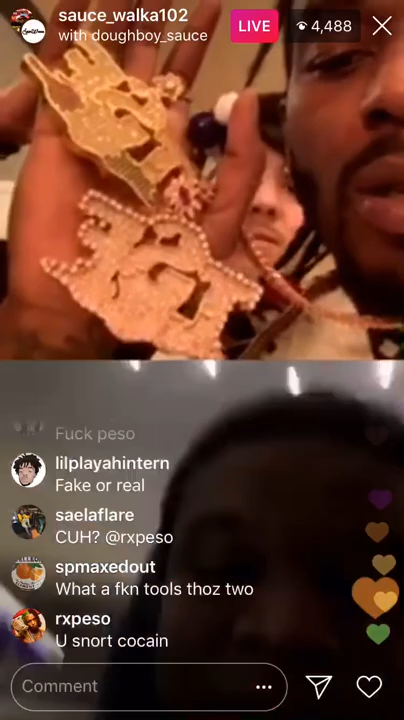 sauce_walka102
with doughboy_sauce
LIVE
4,488
Fuck peso
lilplayahintern
Fake or real
saelaflare
CUH? @rxpeso
spmaxedout
What a fkn tools thoz two
rxpeso
U snort cocain
Comment